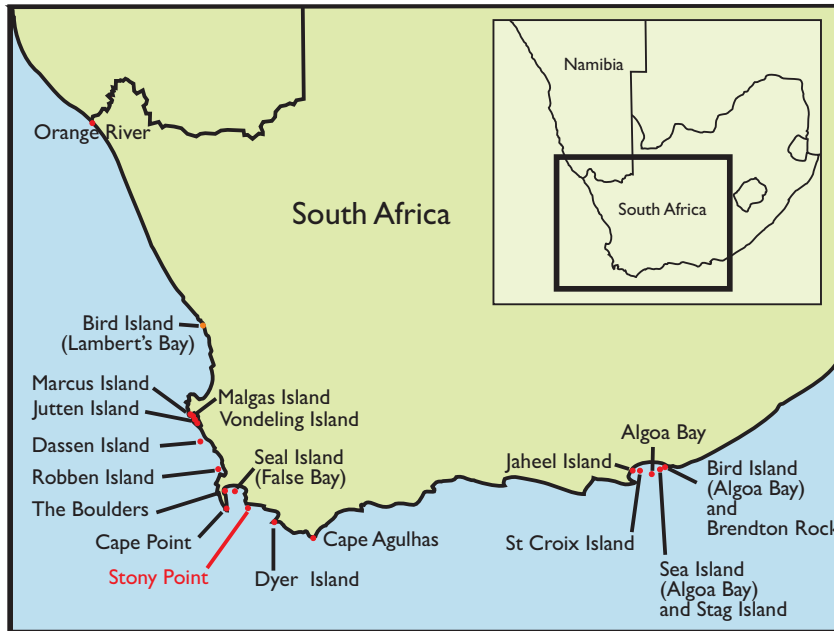 Namibia
South Africa
Orange River
South Africa
Bird Island
(Lambert's Bay)
Marcus Island
Jutten Island
Malgas Island
Vondeling Island
Dassen Island
Robben Island
The Boulders
Cape Point
Stony Point
Seal Island
(False Bay)
Dyer Island
Cape Agulhas
Jaheel Island
Algoa Bay
St Croix Island
Bird Island
(Algoa Bay)
and
Brendton Rock
Sea Island
(Algoa Bay)
and Stag Island